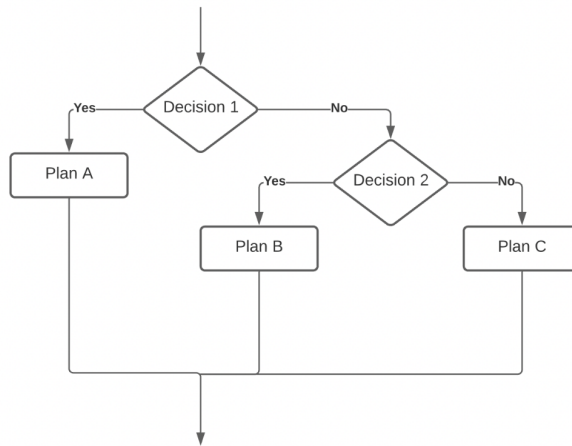 Decision 1
Yes
No
Plan A
Decision 2
Yes
No
Plan B
Plan C